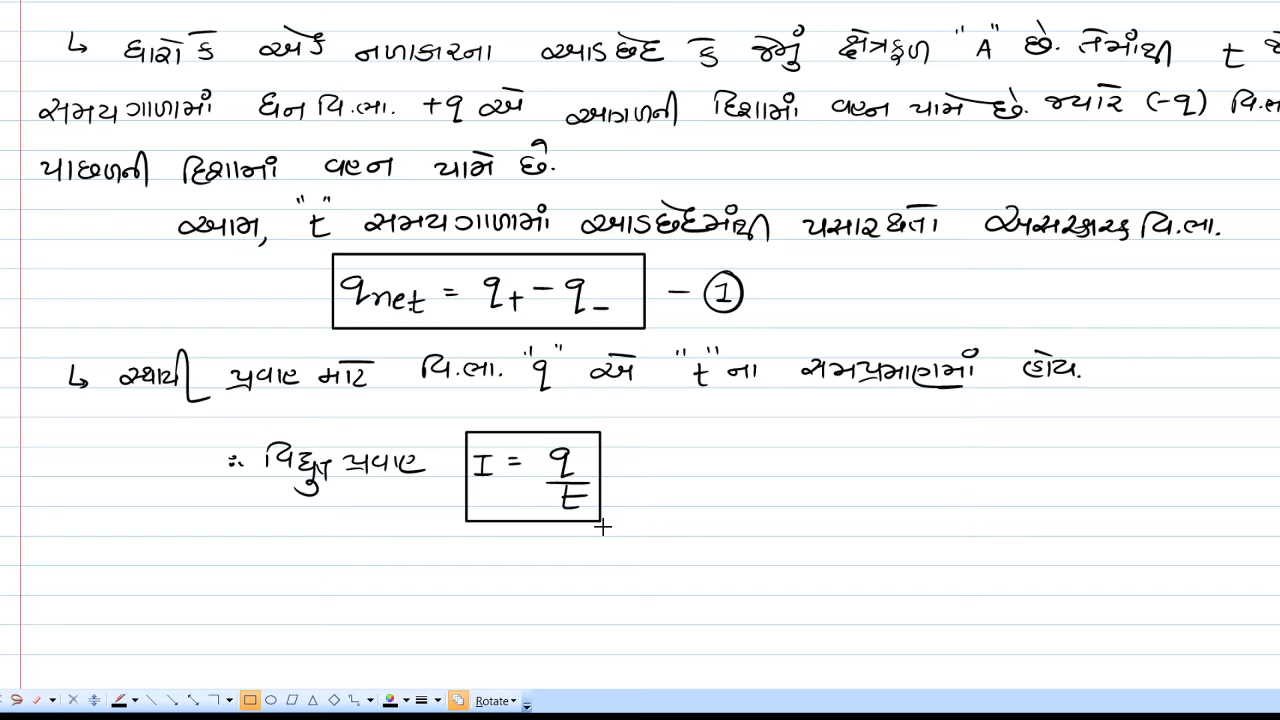 ↳ ધારો કે એક નળાકારના આડછેદ કે જેનું ક્ષેત્રફળ "A" છે. તેમાંથી t
સમયગાળામાં ધન વિ.ભા. +q એ આગળની દિશામાં વહન પામે છે. જ્યારે (-q) વિ.ભ
પાછળની દિશામાં વહન પામે છે.
આમ, "t" સમયગાળામાં આડછેદમાંથી પસાર થતા અસરકારક વિ.ભા.
qnet = q+ - q- - ①
↳ સ્થાયી પ્રવાહ માટે વિ.ભા. "q" એ "t"ના સમપ્રમાણમાં હોય.
∴ વિદ્યુત પ્રવાહ I = q/t
Rotate